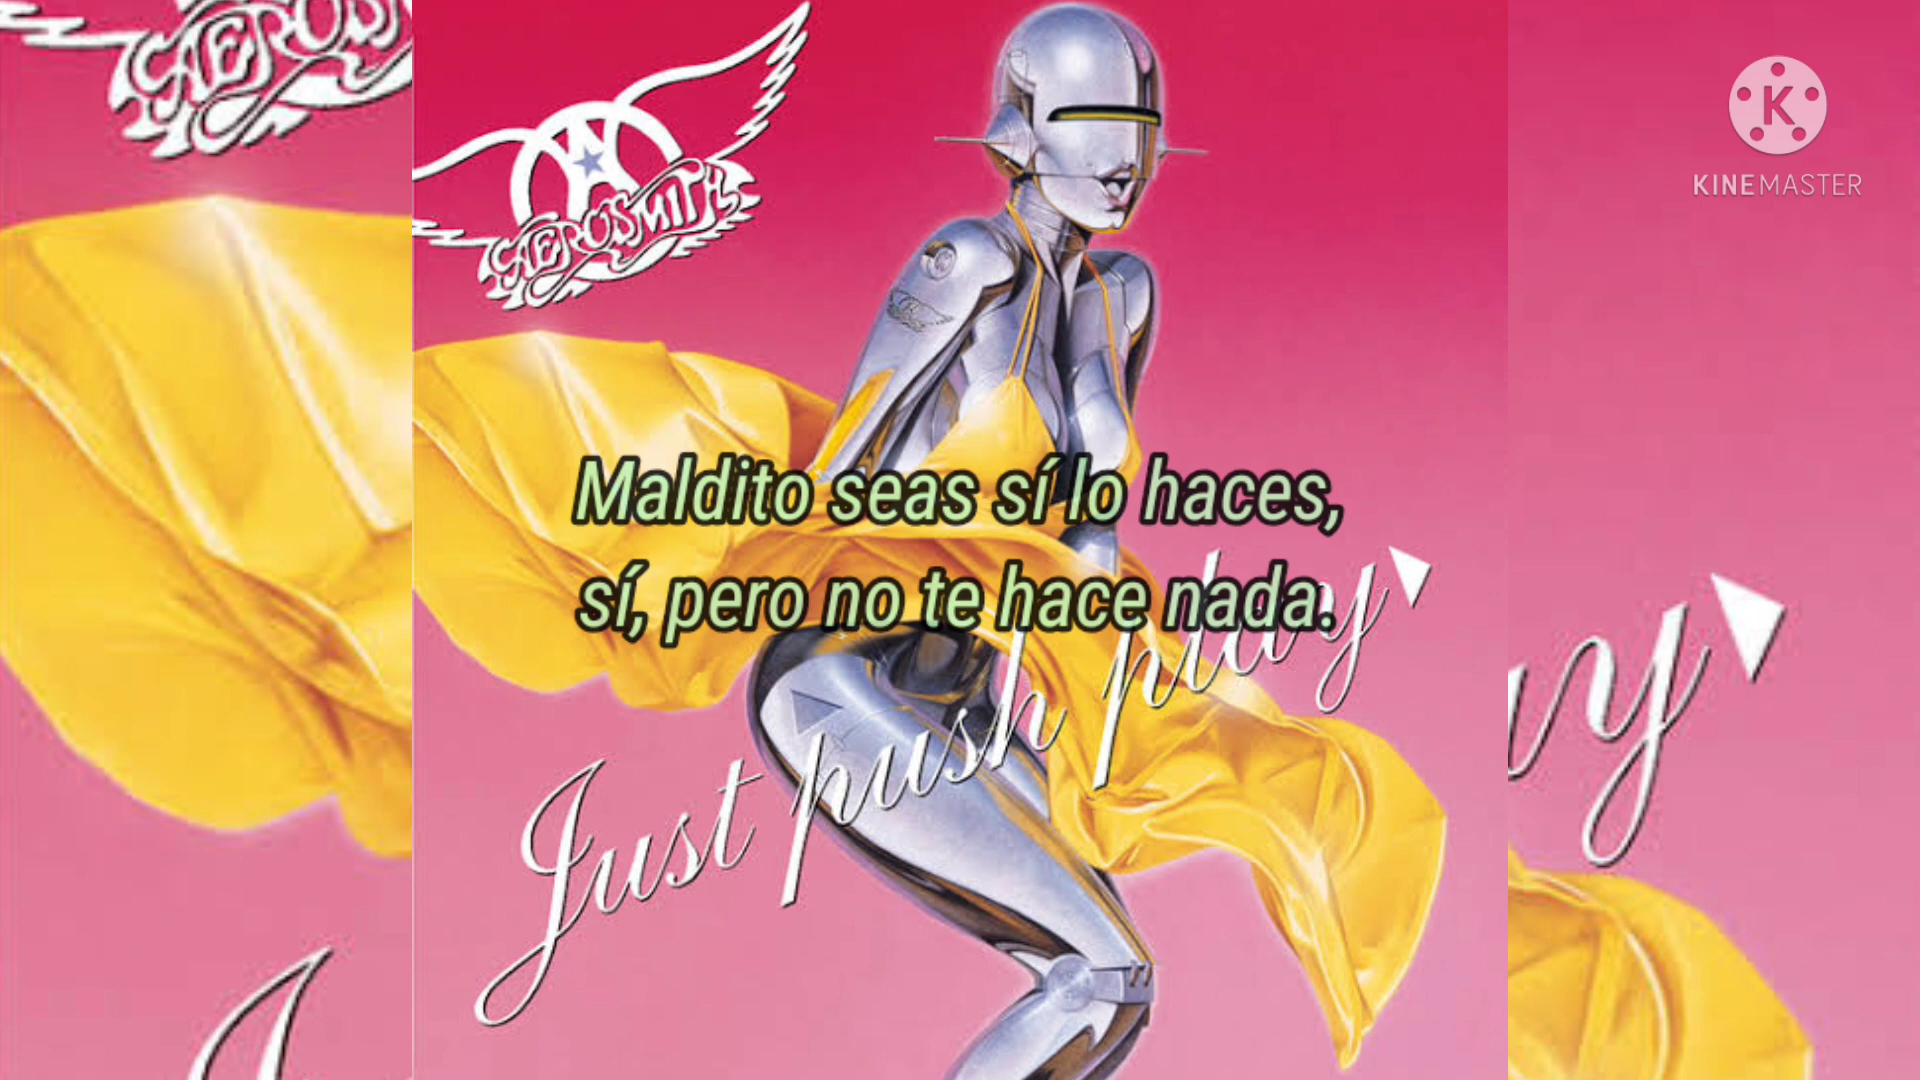 AEROSMITH
K
KINEMASTER
Maldito seas sí lo haces,
sí, pero no te hace nada.
Just push play